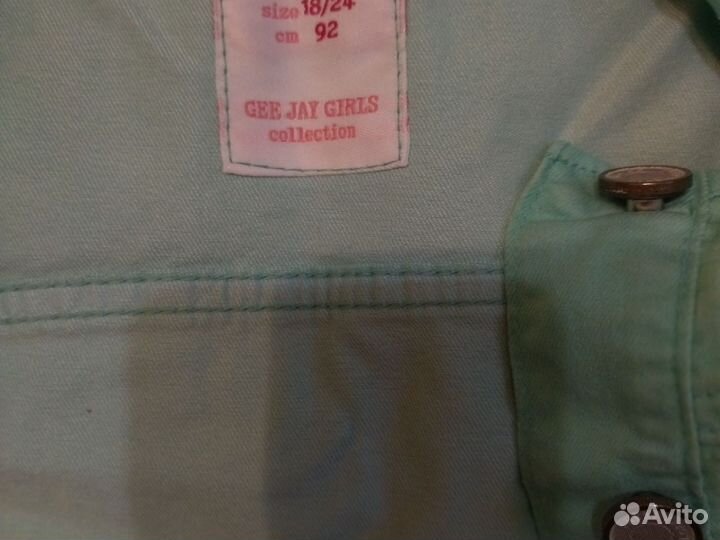 size 18/24
cm 92
GEE JAY GIRLS
collection
Avito